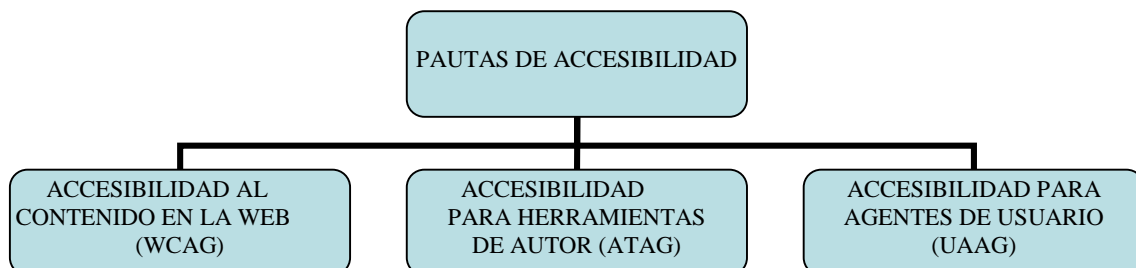 PAUTAS DE ACCESIBILIDAD
ACCESIBILIDAD AL
CONTENIDO EN LA WEB
(WCAG)
ACCESIBILIDAD
PARA HERRAMIENTAS
DE AUTOR (ATAG)
ACCESIBILIDAD PARA
AGENTES DE USUARIO
(UAAG)